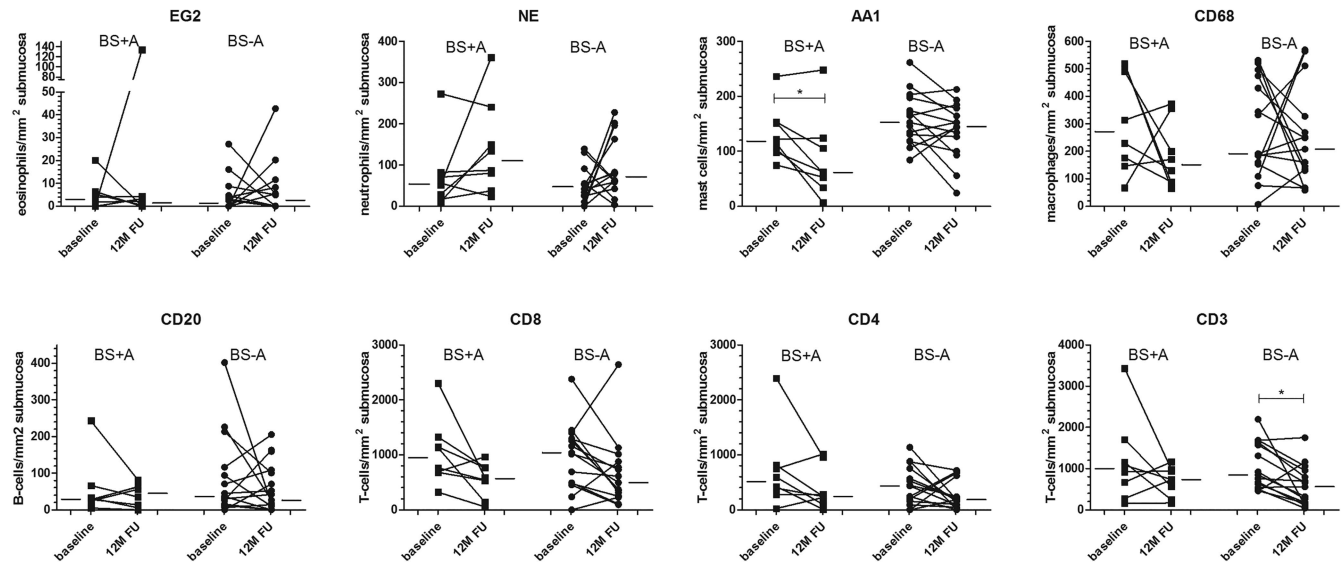 EG2
BS+A BS-A
eosinophils/mm² submucosa
140
120
100
80
60
50
40
30
20
10
0
baseline 12M FU baseline 12M FU
NE
BS+A BS-A
neutrophils/mm² submucosa
400
300
200
100
0
baseline 12M FU baseline 12M FU
AA1
BS+A BS-A
mast cells/mm² submucosa
300
200
100
0
*
baseline 12M FU baseline 12M FU
CD68
BS+A BS-A
macrophages/mm² submucosa
600
500
400
300
200
100
0
baseline 12M FU baseline 12M FU
CD20
BS+A BS-A
B-cells/mm2 submucosa
400
300
200
100
0
baseline 12M FU baseline 12M FU
CD8
BS+A BS-A
T-cells/mm² submucosa
3000
2000
1000
0
baseline 12M FU baseline 12M FU
CD4
BS+A BS-A
T-cells/mm² submucosa
3000
2000
1000
0
baseline 12M FU baseline 12M FU
CD3
BS+A BS-A
T-cells/mm² submucosa
4000
3000
2000
1000
0
*
baseline 12M FU baseline 12M FU